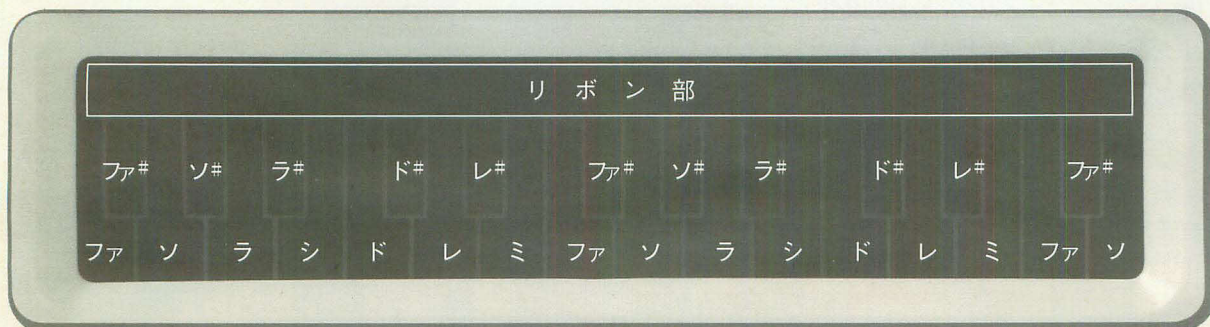 リボン部
ファ# ソ# ラ# ド# レ# ファ# ソ# ラ# ド# レ# ファ#
ファ ソ ラ シ ド レ ミ ファ ソ ラ シ ド レ ミ ファ ソ